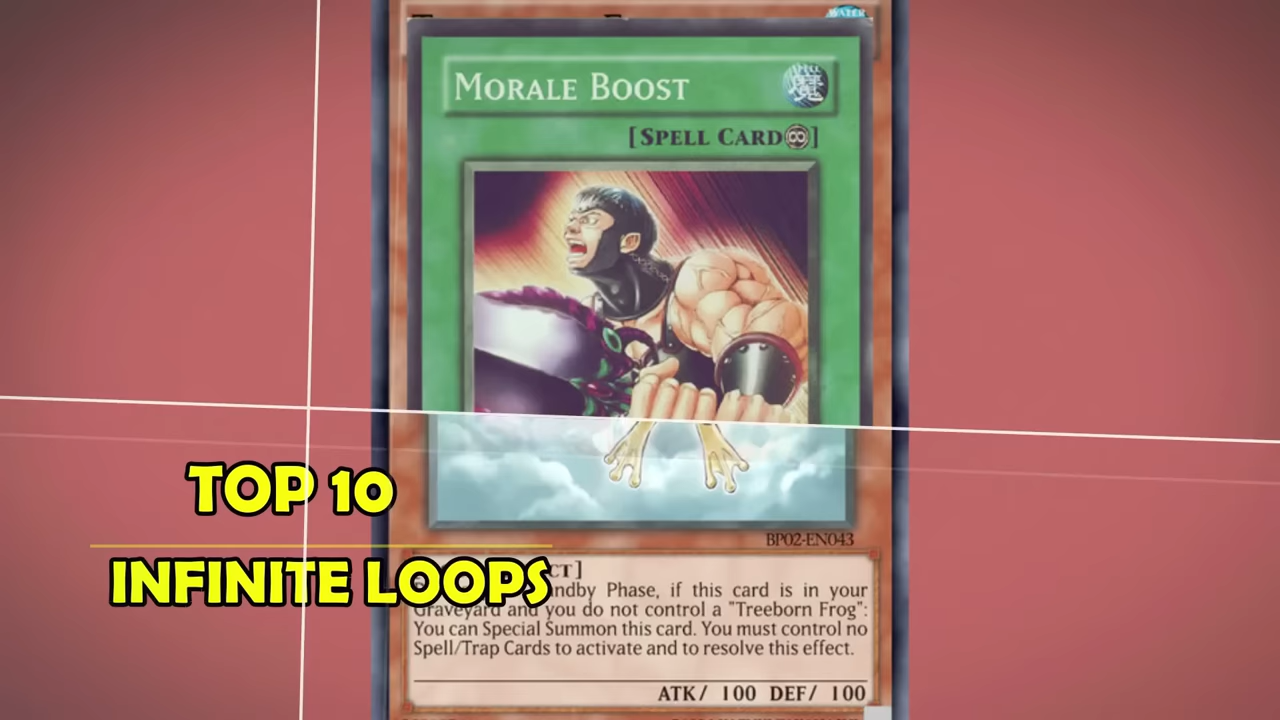 WATER
MORALE BOOST
魔
[SPELL CARD]
TOP 10
BP02-EN043
INFINITE LOOPS
CT]
ndby Phase, if this card is in your
Graveyard and you do not control a "Treeborn Frog":
You can Special Summon this card. You must control no
Spell/Trap Cards to activate and to resolve this effect.
ATK/ 100 DEF/ 100